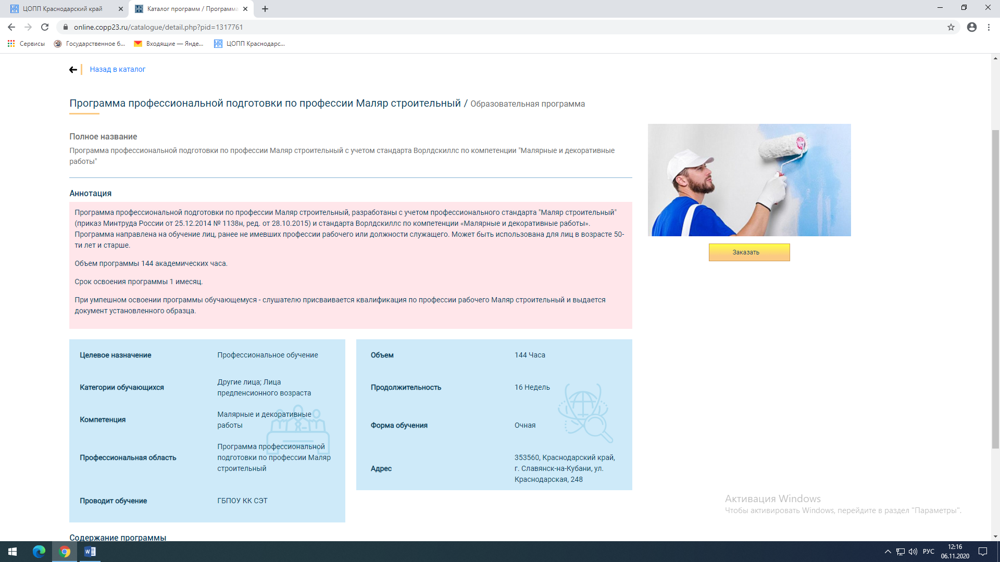 ЦОПП Краснодарский край
Каталог программ / Программа
online.copp23.ru/catalogue/detail.php?pid=1317761
Сервисы
Государственное б...
Входящие — Янде...
ЦОПП Краснодарс...
Назад в каталог
Программа профессиональной подготовки по профессии Маляр строительный / Образовательная программа
Полное название
Программа профессиональной подготовки по профессии Маляр строительный с учетом стандарта Ворлдскиллс по компетенции "Малярные и декоративные
работы"
Аннотация
Программа профессиональной подготовки по профессии Маляр строительный, разработаны с учетом профессионального стандарта "Маляр строительный"
(приказ Минтруда России от 25.12.2014 № 1138н, ред. от 28.10.2015) и стандарта Ворлдскиллс по компетенции «Малярные и декоративные работы».
Программа направлена на обучение лиц, ранее не имевших профессии рабочего или должности служащего. Может быть использована для лиц в возрасте 50-
ти лет и старше.
Объем программы 144 академических часа.
Срок освоения программы 1 имесяц.
При умпешном освоении программы обучающемуся - слушателю присваивается квалификация по профессии рабочего Маляр строительный и выдается
документ установленного образца.
Заказать
Целевое назначение
Профессиональное обучение
Категории обучающихся
Другие лица; Лица
предпенсионного возраста
Компетенция
Малярные и декоративные
работы
Профессиональная область
Программа профессиональной
подготовки по профессии Маляр
строительный
Проводит обучение
ГБПОУ КК СЭТ
Объем
144 Часа
Продолжительность
16 Недель
Форма обучения
Очная
Адрес
353560, Краснодарский край,
г. Славянск-на-Кубани, ул.
Краснодарская, 248
Содержание программы
Активация Windows
Чтобы активировать Windows, перейдите в раздел "Параметры".
РУС
12:16
06.11.2020